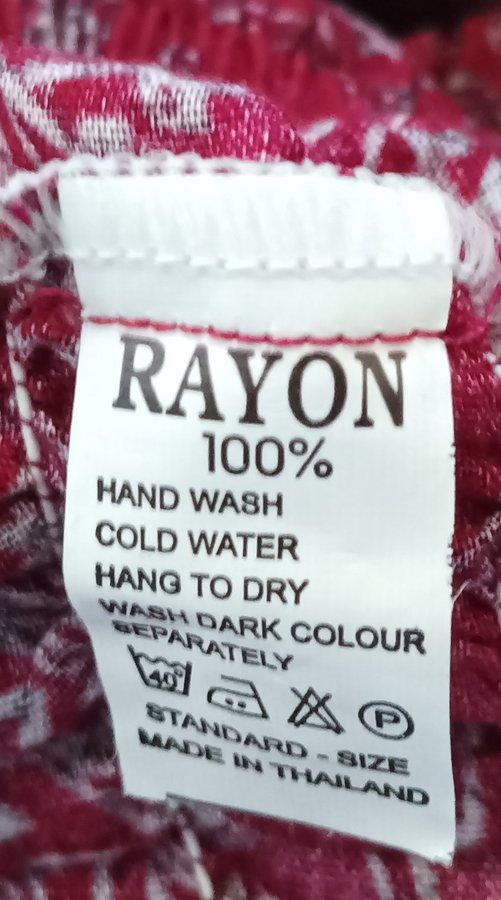 RAYON
100%
HAND WASH
COLD WATER
HANG TO DRY
WASH DARK COLOUR
SEPARATELY
40° P
STANDARD - SIZE
MADE IN THAILAND